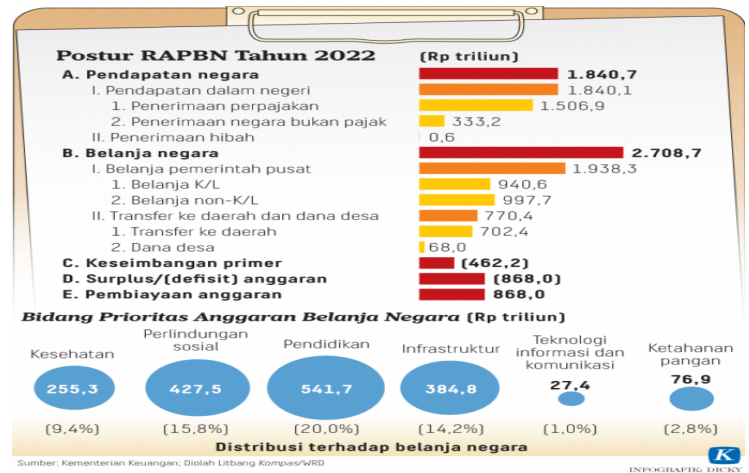 Postur RAPBN Tahun 2022 (Rp triliun)
A. Pendapatan negara 1.840,7
I. Pendapatan dalam negeri 1.840,1
1. Penerimaan perpajakan 1.506,9
2. Penerimaan negara bukan pajak 333,2
II. Penerimaan hibah 0,6
B. Belanja negara 2.708,7
I. Belanja pemerintah pusat 1.938,3
1. Belanja K/L 940,6
2. Belanja non-K/L 997,7
II. Transfer ke daerah dan dana desa 770,4
1. Transfer ke daerah 702,4
2. Dana desa 68,0
C. Keseimbangan primer (462,2)
D. Surplus/(defisit) anggaran (868,0)
E. Pembiayaan anggaran 868,0
Bidang Prioritas Anggaran Belanja Negara (Rp triliun)
Kesehatan
255,3
(9,4%)
Perlindungan
sosial
427,5
(15,8%)
Pendidikan
541,7
(20,0%)
Infrastruktur
384,8
(14,2%)
Teknologi
informasi dan
komunikasi
27,4
(1,0%)
Ketahanan
pangan
76,9
(2,8%)
Distribusi terhadap belanja negara
Sumber: Kementerian Keuangan; Diolah Litbang Kompas/WRD
K
INFOGRAFIK: DICKY